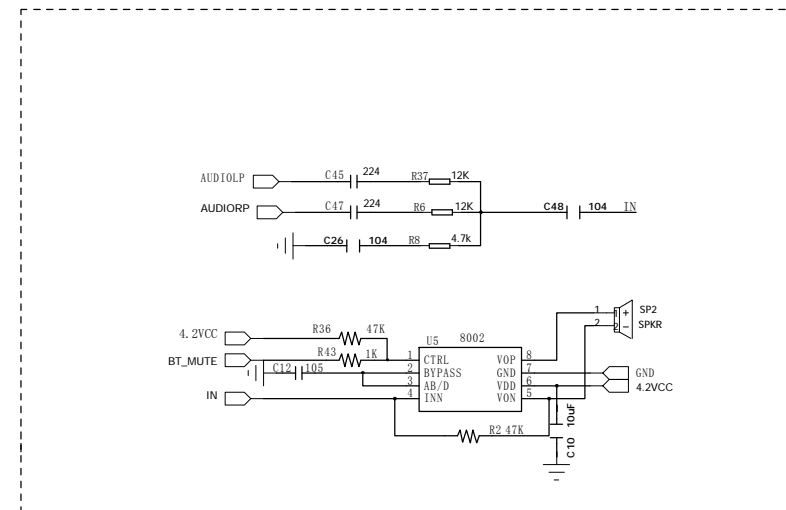 AUDIOLP C45 224 R37 12K
AUDIORP C47 224 R6 12K C48 104 IN
C26 104 R8 4.7k
4.2VCC R36 47K
BT_MUTE R43 1K
C12 105
IN
U5 8002
1 CTRL VOP 8
2 BYPASS GND 7
3 AB/D VDD 6
4 INN VON 5
1 1 + SP2
2 2 - SPKR
GND
4.2VCC
C10 10uF
R2 47K